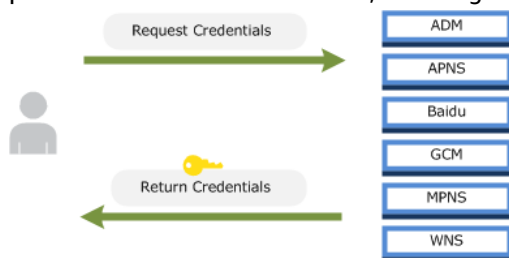 Request Credentials
ADM
APNS
Baidu
GCM
Return Credentials
MPNS
WNS